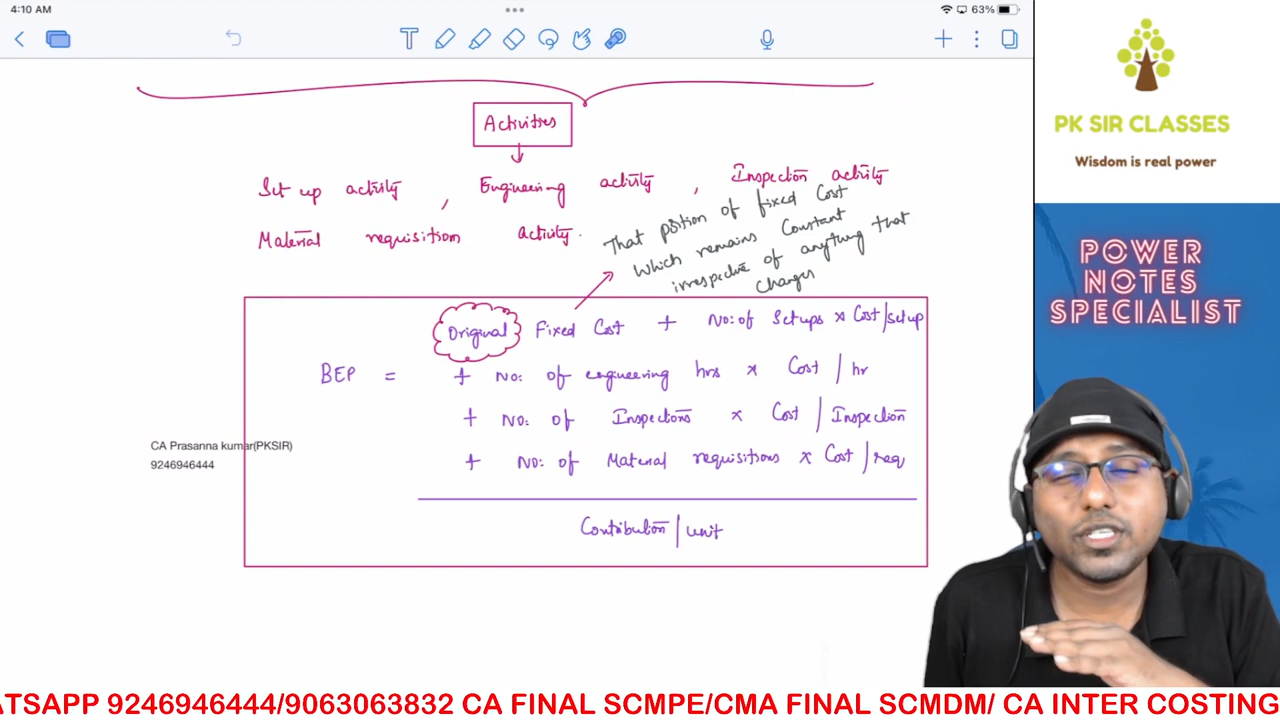 4:10 AM
63%
PK SIR CLASSES
Wisdom is real power
Activities
Set up activity, Engineering activity, Inspection activity
Material requisition activity.
That portion of fixed Cost
Which remains Constant
irrespective of anything that
changes
POWER
NOTES
SPECIALIST
Original Fixed Cost + No: of Setups x Cost/setup
BEP = + No: of engineering hrs x Cost / hr
+ No: of Inspections x Cost / Inspection
+ No: of Material requisitions x Cost/req
Contribution/unit
CA Prasanna kumar(PKSIR)
9246946444
ATSAPP 9246946444/9063063832 CA FINAL SCMPE/CMA FINAL SCMDM/ CA INTER COSTING